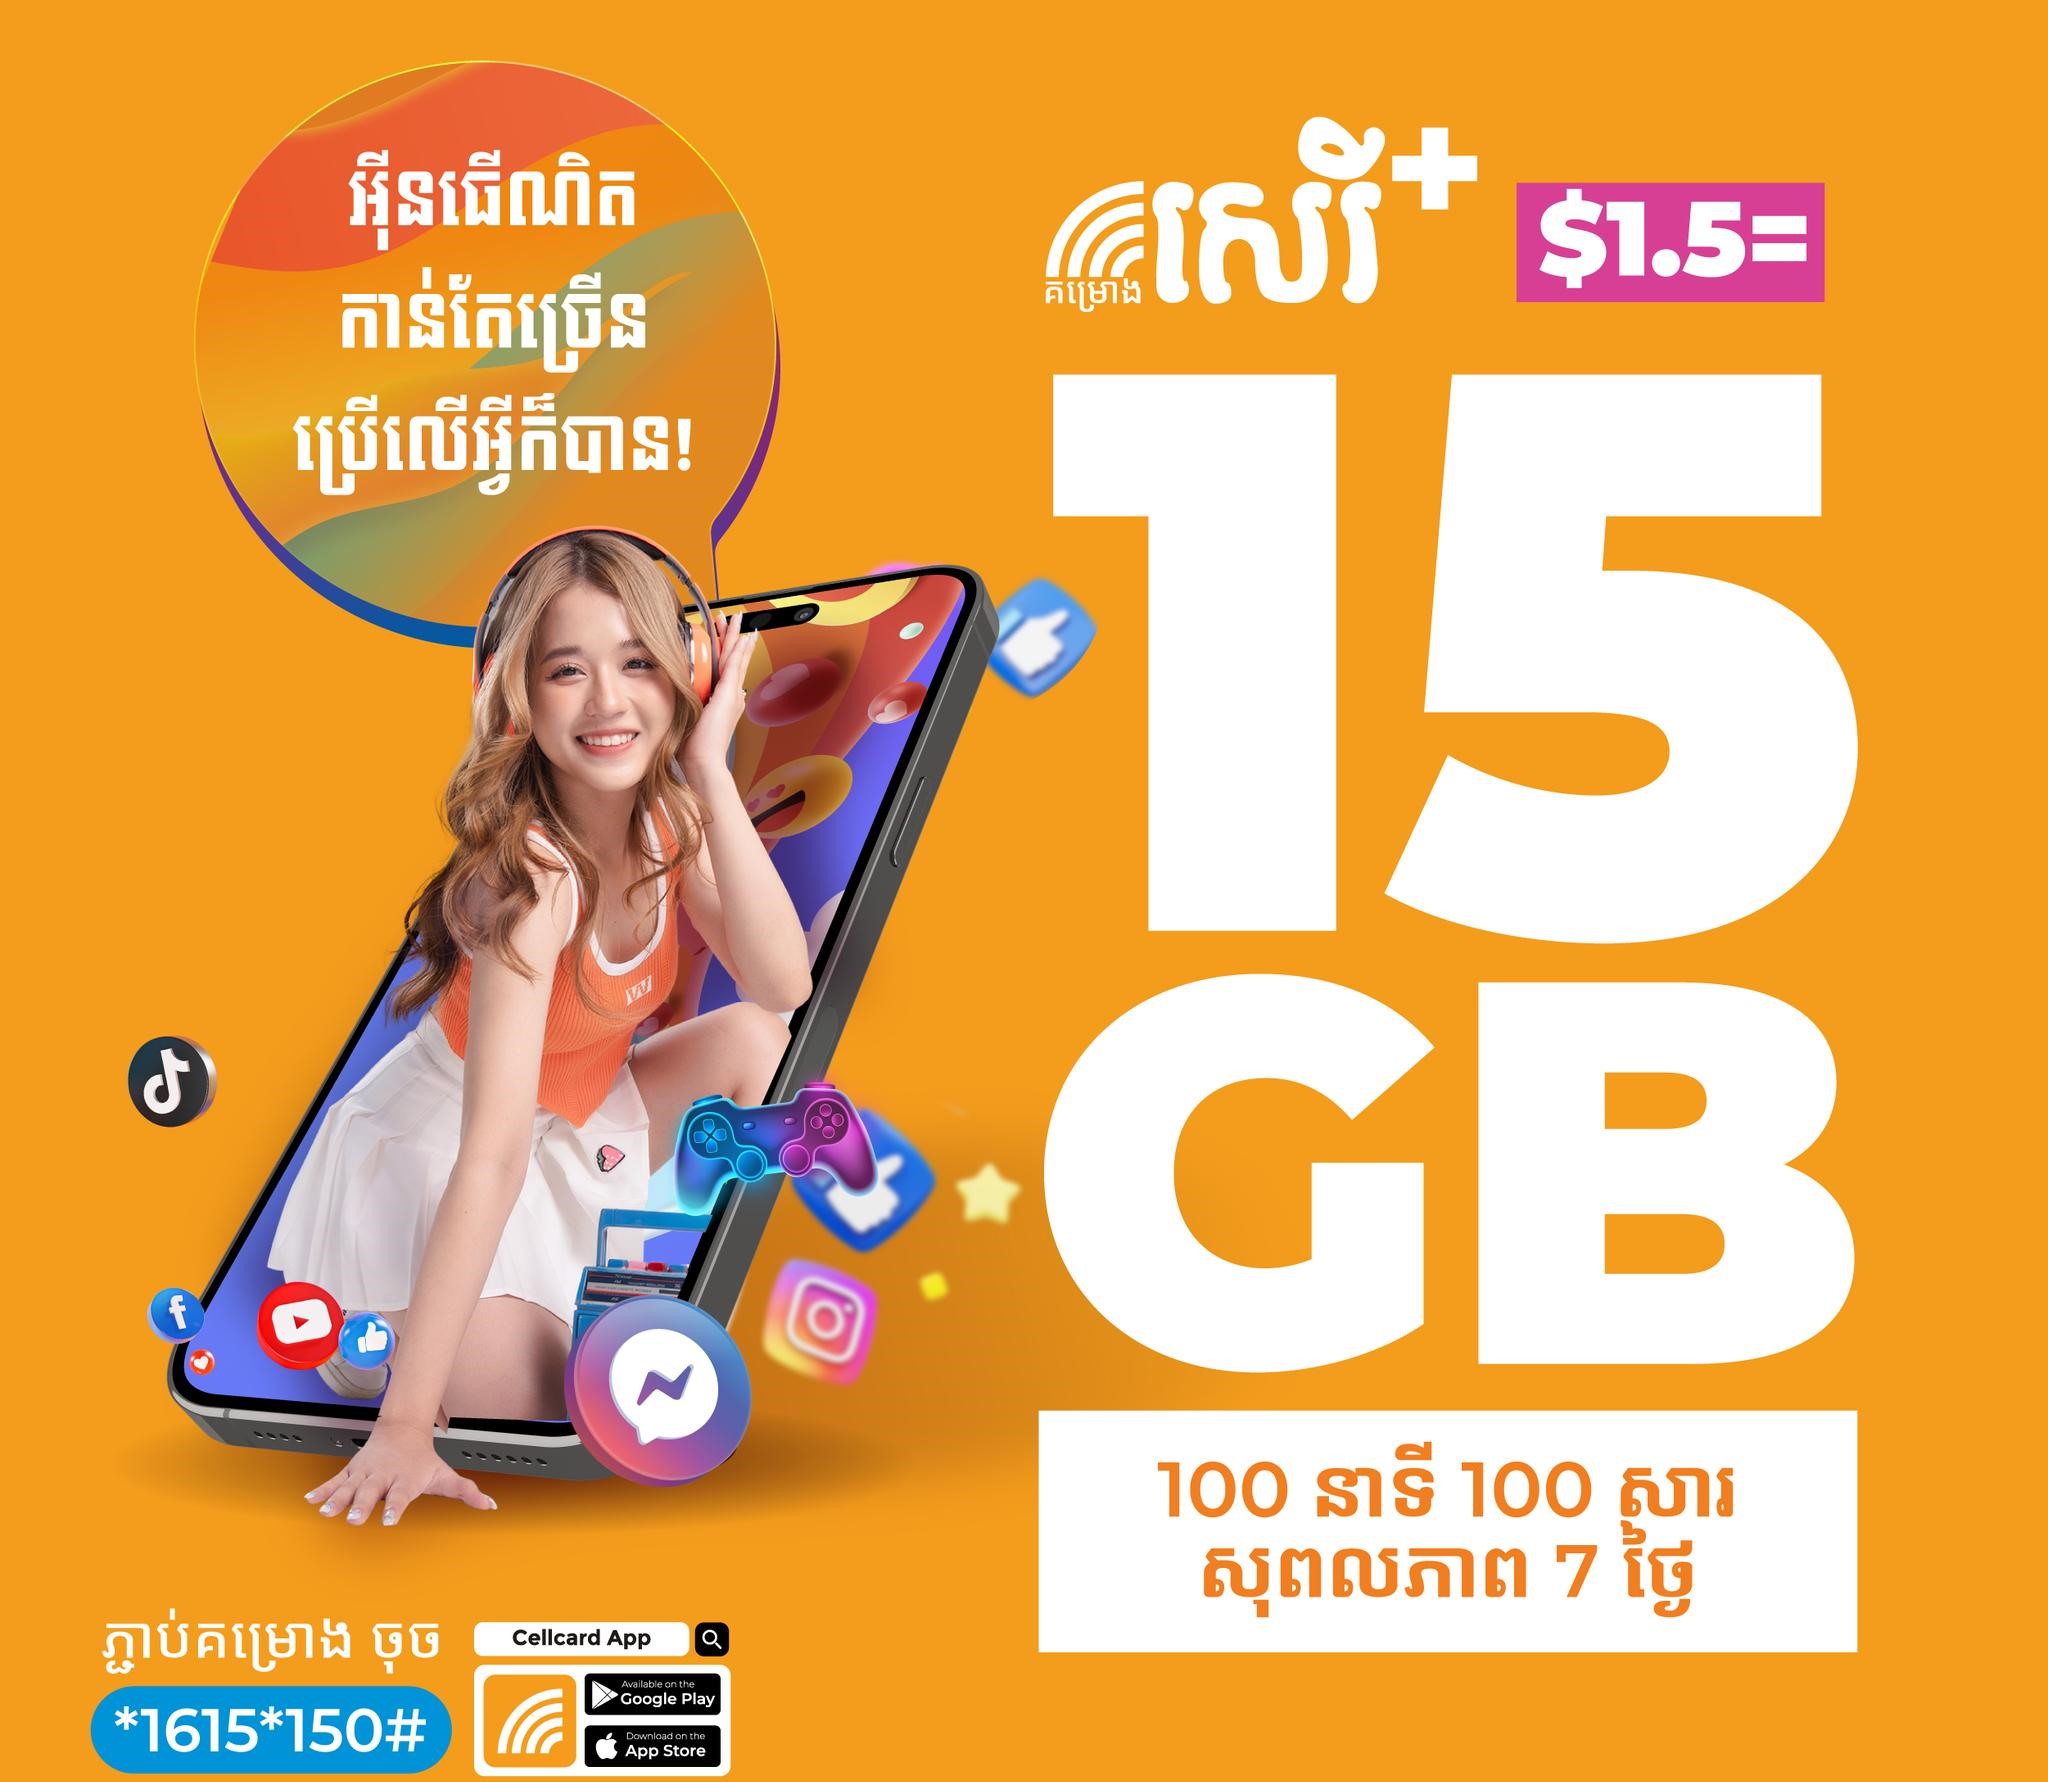 អ៊ីនធើណិត
កាន់តែច្រើន
ប្រើលើអ្វីក៏បាន!
គម្រោង
សេរី+
$1.5=
15
GB
100 នាទី 100 សារ
សុពលភាព 7 ថ្ងៃ
ភ្ជាប់គម្រោង ចុច
*1615*150#
Cellcard App
Available on the
Google Play
Download on the
App Store